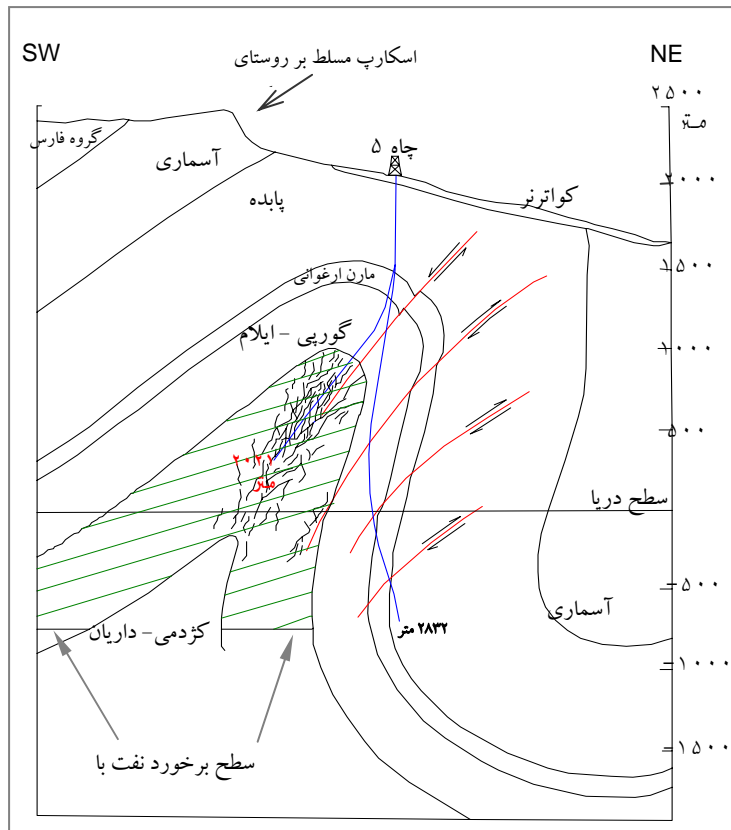 SW
NE
اسکارپ مسلط بر روستای
۲۵۰۰
متر
گروه فارس
آسماری
چاه ۵
۲۰۰۰
کواترنر
پابده
۱۵۰۰
مارن ارغوانی
گورپی - ایلام
۱۰۰۰
۵۰۰
۲۰۲۱
متر
سطح دریا
۵۰۰
آسماری
کژدمی - داریان
۲۸۳۲ متر
۱۰۰۰
سطح برخورد نفت با
۱۵۰۰